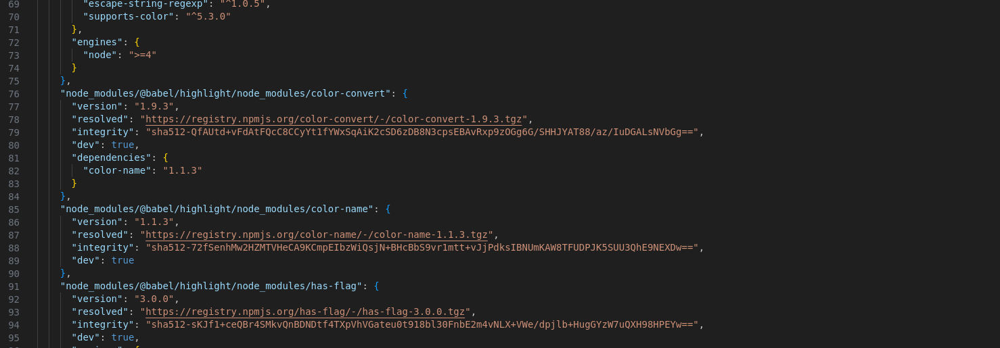 69 "escape-string-regexp": "^1.0.5",
70 "supports-color": "^5.3.0"
71 },
72 "engines": {
73 "node": ">=4"
74 }
75 },
76 "node_modules/@babel/highlight/node_modules/color-convert": {
77 "version": "1.9.3",
78 "resolved": "https://registry.npmjs.org/color-convert/-/color-convert-1.9.3.tgz",
79 "integrity": "sha512-QfAUtd+vFdAtFQcC8CCyYt1fYWxSqAiK2cSD6zDB8N3cpsEBAvRxp9zOGg6G/SHHJYAT88/az/IuDGALsNVbGg==",
80 "dev": true,
81 "dependencies": {
82 "color-name": "1.1.3"
83 }
84 },
85 "node_modules/@babel/highlight/node_modules/color-name": {
86 "version": "1.1.3",
87 "resolved": "https://registry.npmjs.org/color-name/-/color-name-1.1.3.tgz",
88 "integrity": "sha512-72fSenhMw2HZMTVHeCA9KCmpEIbzWiQsjN+BHcBbS9vr1mtt+vJjPdksIBNUmKAW8TFUDPJK5SUU3QhE9NEXDw==",
89 "dev": true
90 },
91 "node_modules/@babel/highlight/node_modules/has-flag": {
92 "version": "3.0.0",
93 "resolved": "https://registry.npmjs.org/has-flag/-/has-flag-3.0.0.tgz",
94 "integrity": "sha512-sKJf1+ceQBr4SMkvQnBDNDtf4TXpVhVGateu0t918bl30FnbE2m4vNLX+VWe/dpjlb+HugGYzW7uQXH98HPEYw==",
95 "dev": true,